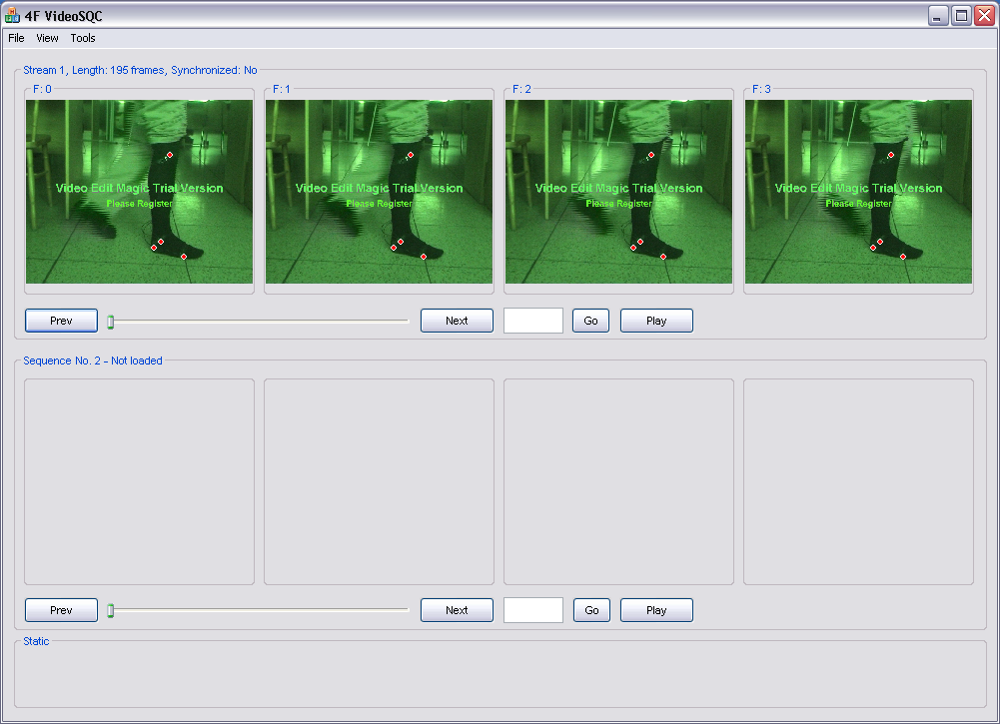 4F VideoSQC
File View Tools
Stream 1, Length: 195 frames, Synchronized: No
F: 0 F: 1 F: 2 F: 3
Video Edit Magic Trial Version Video Edit Magic Trial Version Video Edit Magic Trial Version Video Edit Magic Trial Version
Please Register Please Register Please Register Please Register
Prev Next Go Play
Sequence No. 2 - Not loaded
Prev Next Go Play
Static